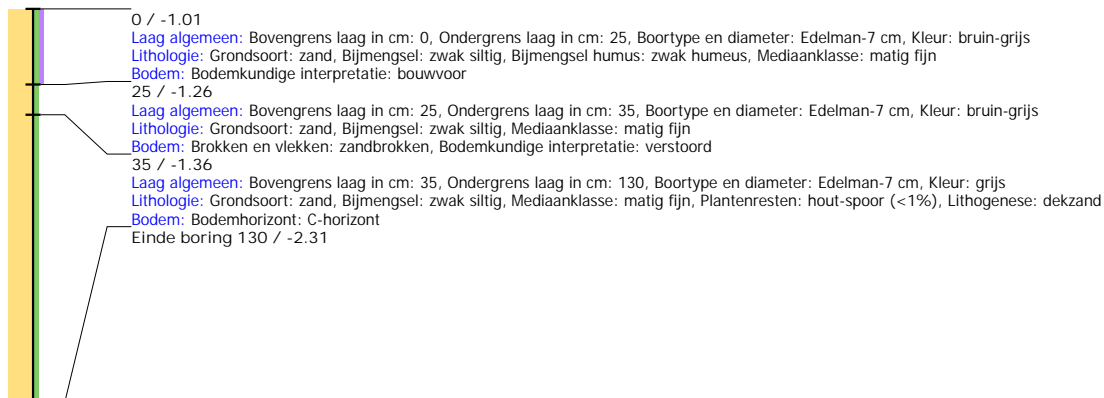 0 / -1.01
Laag algemeen: Bovengrens laag in cm: 0, Ondergrens laag in cm: 25, Boortype en diameter: Edelman-7 cm, Kleur: bruin-grijs
Lithologie: Grondsoort: zand, Bijmengsel: zwak siltig, Bijmengsel humus: zwak humeus, Mediaanklasse: matig fijn
Bodem: Bodemkundige interpretatie: bouwvoor
25 / -1.26
Laag algemeen: Bovengrens laag in cm: 25, Ondergrens laag in cm: 35, Boortype en diameter: Edelman-7 cm, Kleur: bruin-grijs
Lithologie: Grondsoort: zand, Bijmengsel: zwak siltig, Mediaanklasse: matig fijn
Bodem: Brokken en vlekken: zandbrokken, Bodemkundige interpretatie: verstoord
35 / -1.36
Laag algemeen: Bovengrens laag in cm: 35, Ondergrens laag in cm: 130, Boortype en diameter: Edelman-7 cm, Kleur: grijs
Lithologie: Grondsoort: zand, Bijmengsel: zwak siltig, Mediaanklasse: matig fijn, Plantenresten: hout-spoor (<1%), Lithogenese: dekzand
Bodem: Bodemhorizont: C-horizont
Einde boring 130 / -2.31